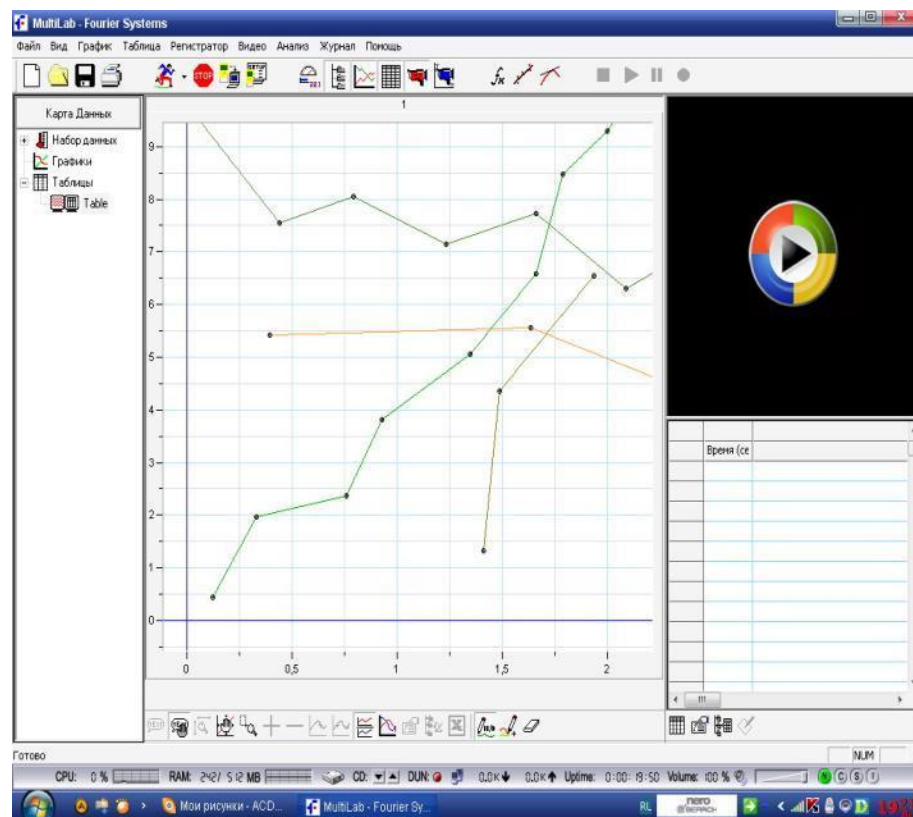 MultiLab - Fourier Systems
Файл Вид График Таблица Регистратор Видео Анализ Журнал Помощь
STOP
1
Карта Данных
Набор данных
Графики
Таблицы
Table
9
8
7
6
5
4
3
2
1
0
0 0,5 1 1,5 2
Время (се
Готово
NUM
CPU: 0 % RAM: 242/ 512 MB CD: DUN: 0.0K 0.0K Uptime: 0:00: 19:50 Volume: 100 % N C S I
Мои рисунки - ACD... MultiLab - Fourier Sy... RL nero SEARCH